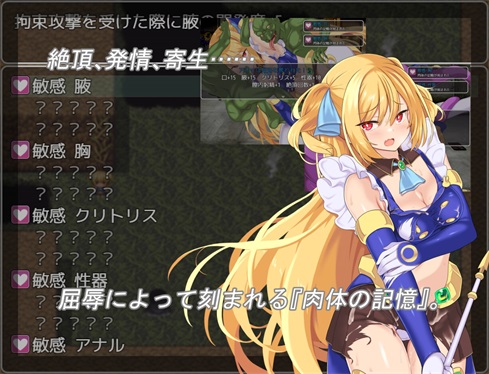 拘束攻撃を受けた際に腋
絶頂、発情、寄生……
敏感 腋
？？？？？
？？？？？
敏感 胸
？？？？？
？？？？？
敏感 クリトリス
？？？？？
？？？？？
敏感 性器
屈辱によって刻まれる『肉体の記憶』。
？？？？？
敏感 アナル